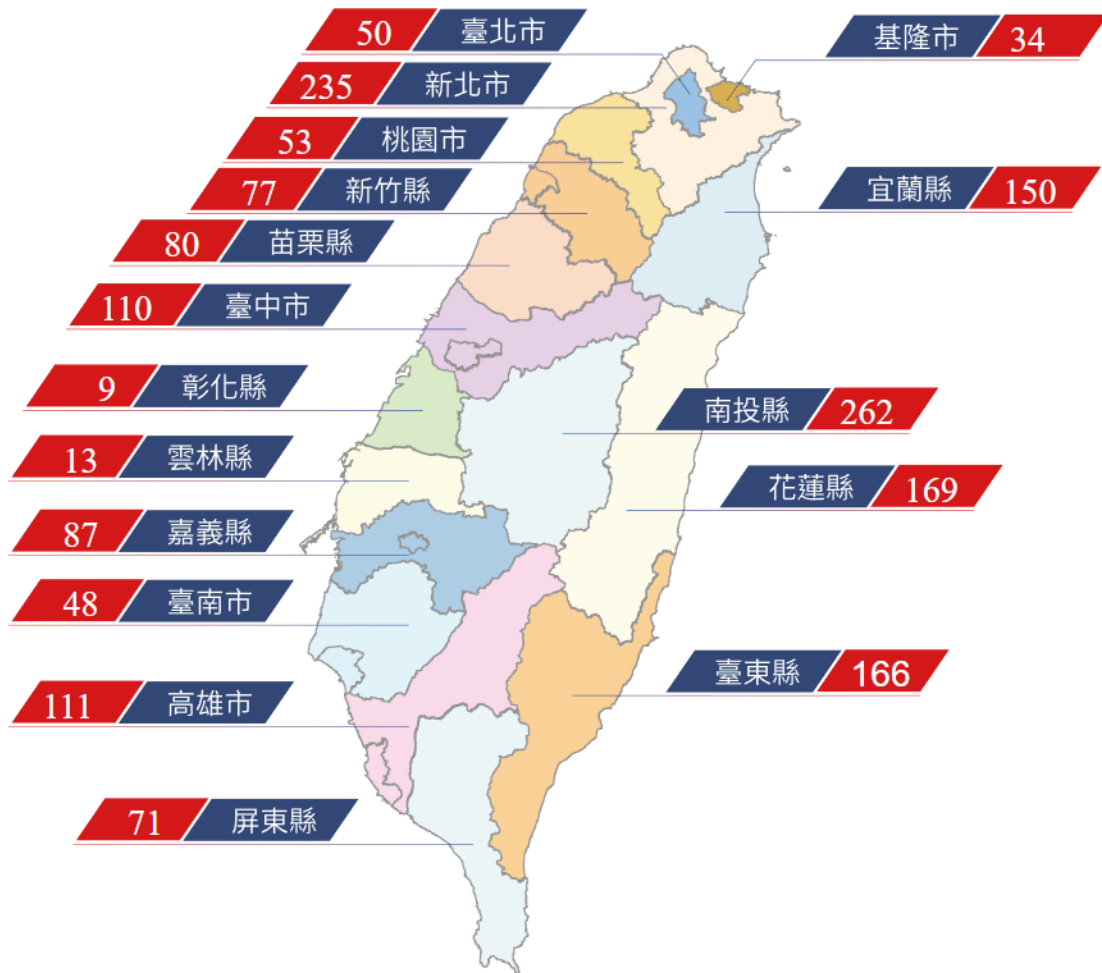 50 臺北市
基隆市 34
235 新北市
53 桃園市
77 新竹縣
宜蘭縣 150
80 苗栗縣
110 臺中市
9 彰化縣
南投縣 262
13 雲林縣
花蓮縣 169
87 嘉義縣
48 臺南市
臺東縣 166
111 高雄市
71 屏東縣